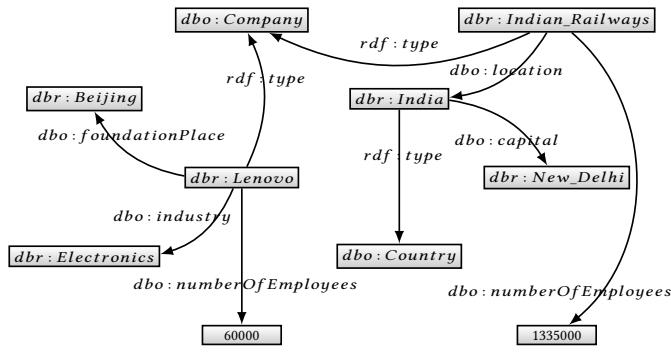 dbo:Company
dbr:Indian_Railways
rdf:type
dbo:location
rdf:type
dbr:Beijing
dbr:India
dbo:foundationPlace
dbo:capital
rdf:type
dbr:Lenovo
dbr:New_Delhi
dbo:industry
dbr:Electronics
dbo:Country
dbo:numberOfEmployees
dbo:numberOfEmployees
60000
1335000